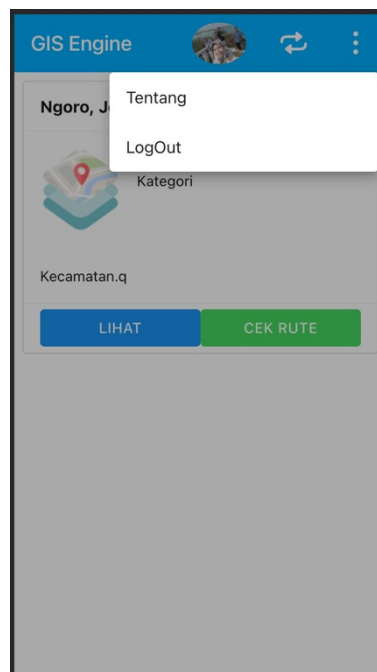 GIS Engine
Tentang
Ngoro,
LogOut
Kategori
Kecamatan.q
LIHAT
CEK RUTE